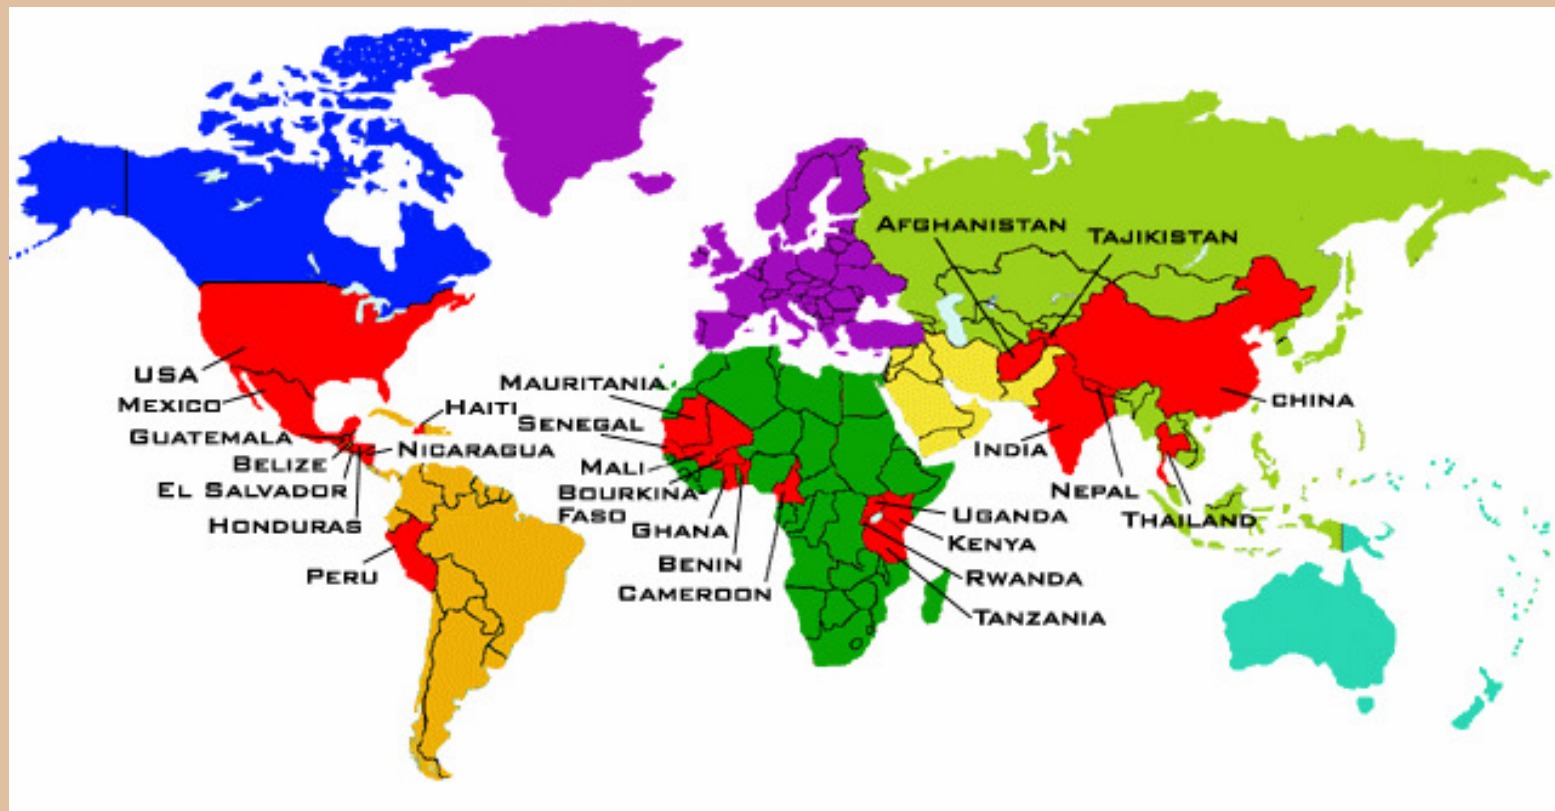 AFGHANISTAN
TAJIKISTAN
USA
MEXICO
GUATEMALA
BELIZE
EL SALVADOR
HONDURAS
PERU
HAITI
NICARAGUA
MAURITANIA
SENEGAL
MALI
BOURKINA
FASO
GHANA
BENIN
CAMEROON
UGANDA
KENYA
RWANDA
TANZANIA
INDIA
NEPAL
THAILAND
CHINA